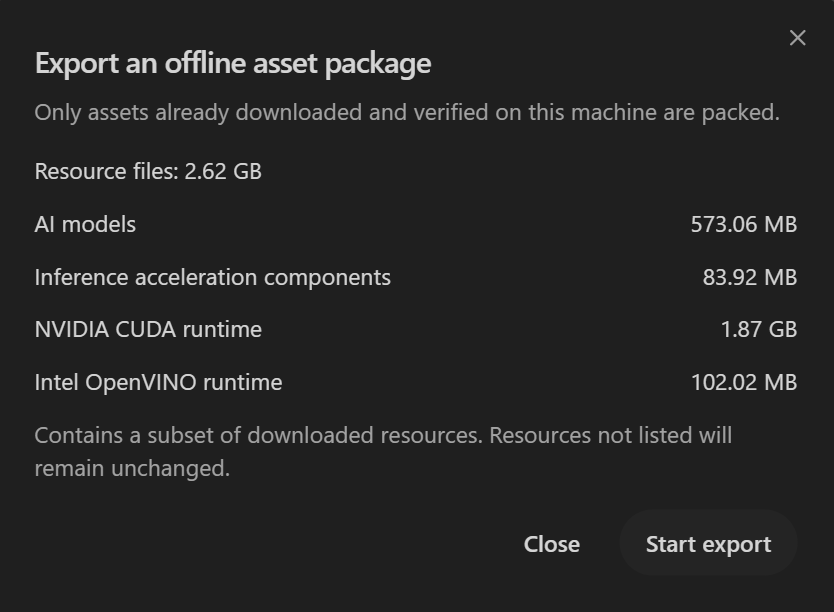 Export an offline asset package
Only assets already downloaded and verified on this machine are packed.
Resource files: 2.62 GB
AI models 573.06 MB
Inference acceleration components 83.92 MB
NVIDIA CUDA runtime 1.87 GB
Intel OpenVINO runtime 102.02 MB
Contains a subset of downloaded resources. Resources not listed will
remain unchanged.
Close Start export